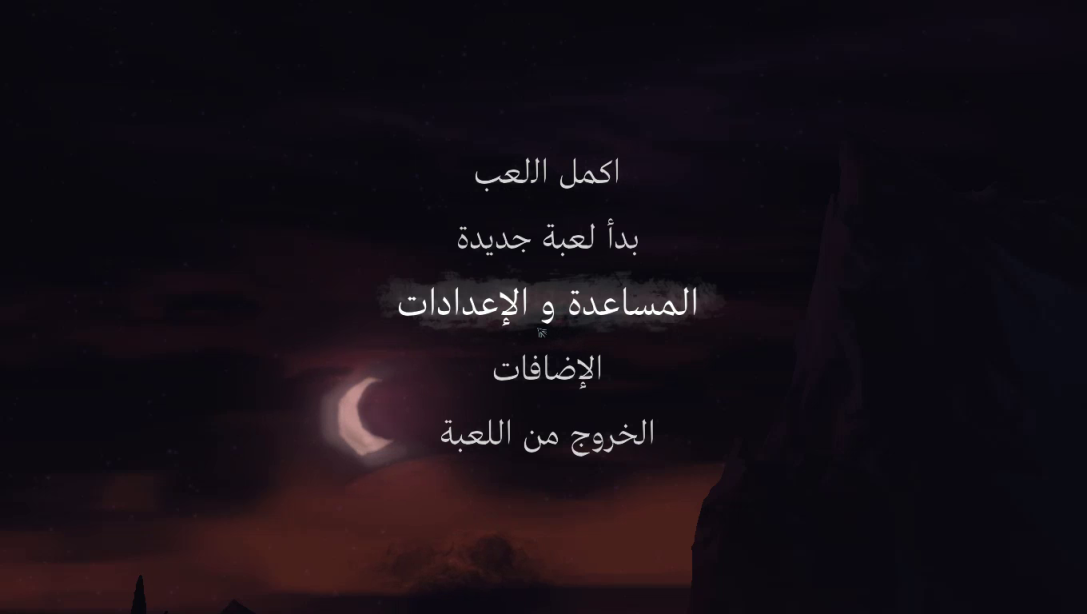 اكمل اللعب
بدأ لعبة جديدة
المساعدة و الإعدادات
الإضافات
الخروج من اللعبة